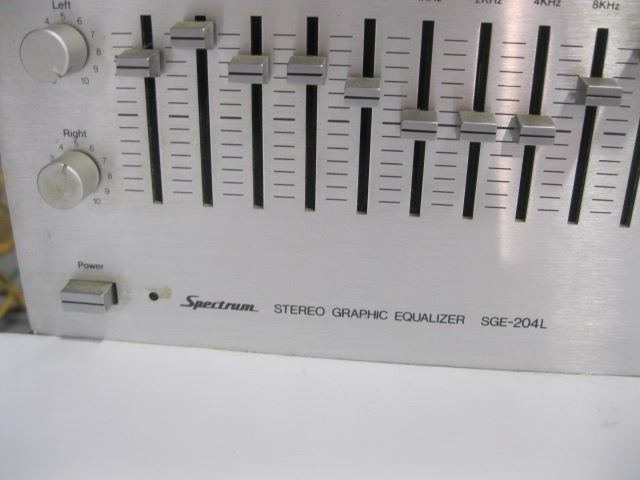 Left
4 5 6 7 8 9 10
2KHz 4KHz 8KHz
Right
4 5 6 7 8 9 10
Power
Spectrum STEREO GRAPHIC EQUALIZER SGE-204L